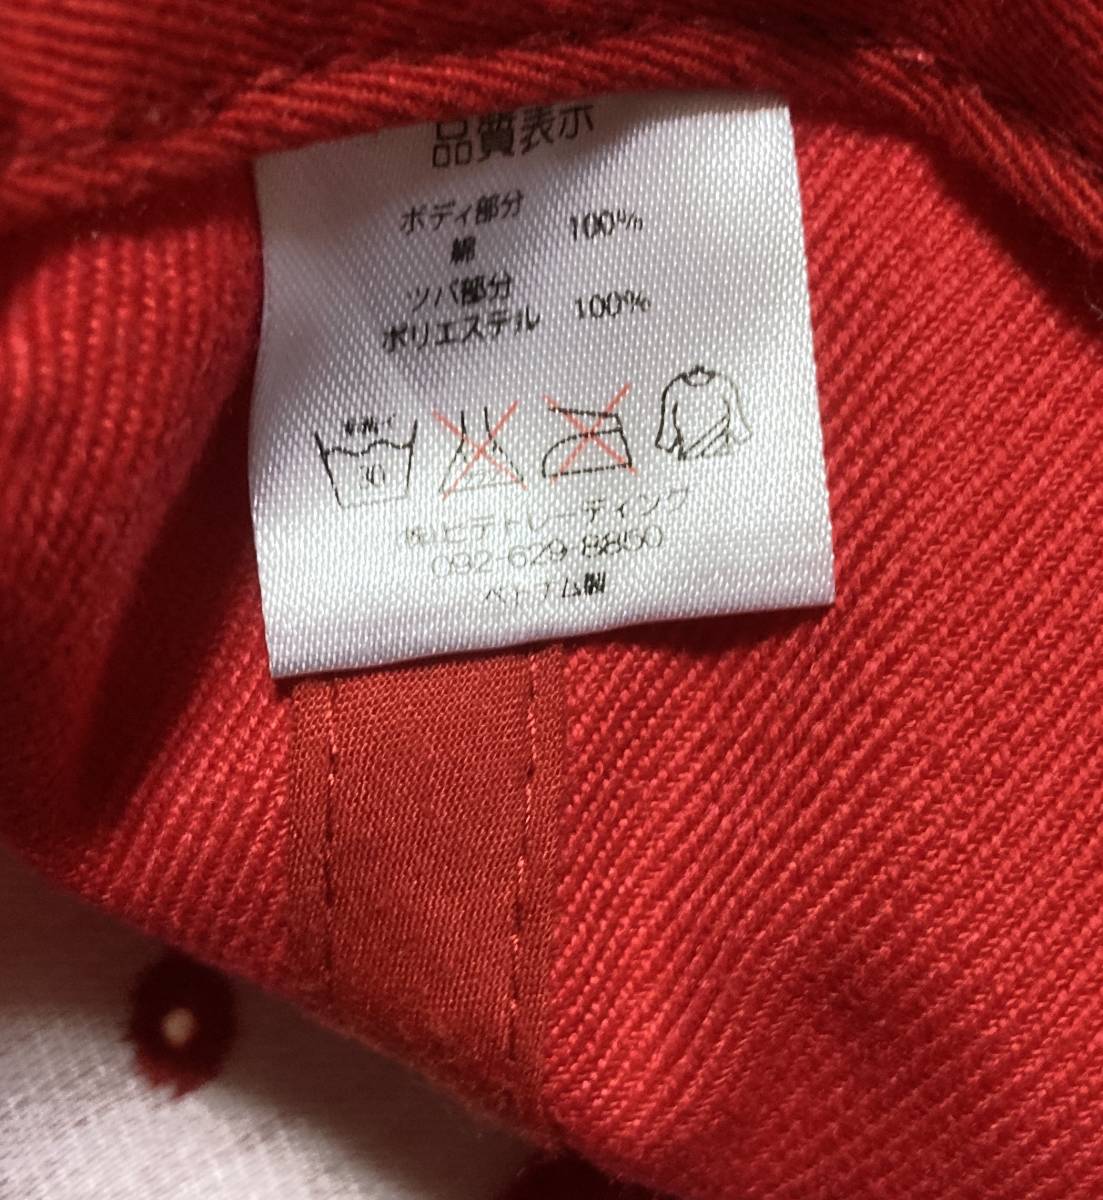 品質表示
ボディ部分
綿 100%
ツバ部分
ポリエステル 100%
40
㈱ビデトレーディング
092-629-8850
ベトナム製